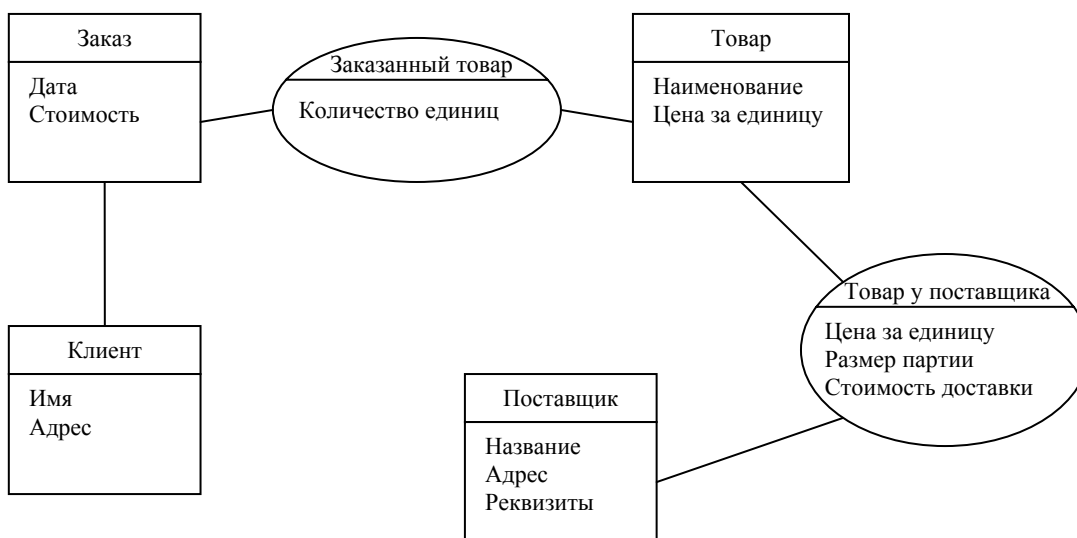 Заказ
Дата
Стоимость
Заказанный товар
Количество единиц
Товар
Наименование
Цена за единицу
Товар у поставщика
Цена за единицу
Размер партии
Стоимость доставки
Клиент
Имя
Адрес
Поставщик
Название
Адрес
Реквизиты